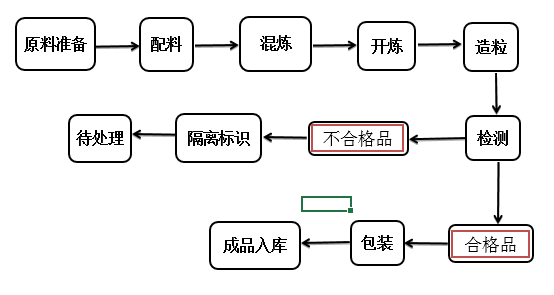 原料准备
配料
混炼
开炼
造粒
待处理
隔离标识
不合格品
检测
成品入库
包装
合格品